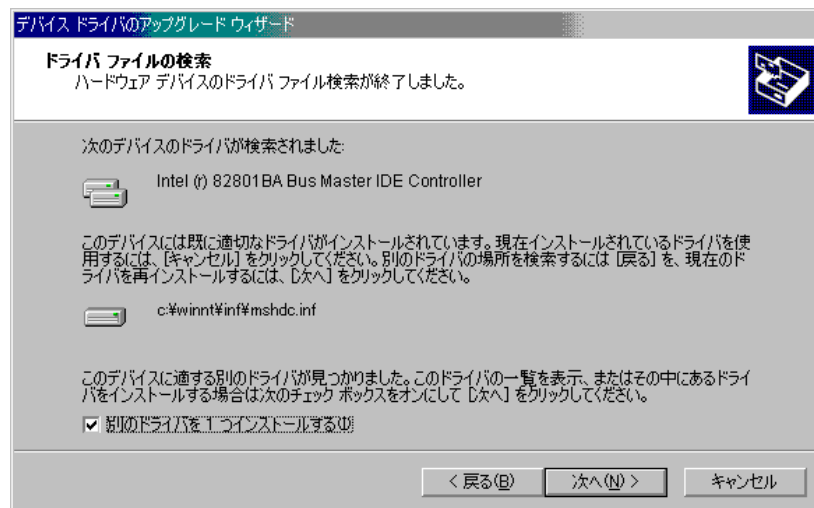 デバイス ドライバのアップグレード ウィザード
ドライバ ファイルの検索
ハードウェア デバイスのドライバ ファイル検索が終了しました。
次のデバイスのドライバが検索されました:
Intel (r) 82801BA Bus Master IDE Controller
このデバイスには既に適切なドライバがインストールされています。現在インストールされているドライバを使
用するには、[キャンセル] をクリックしてください。別のドライバの場所を検索するには [戻る] を、現在のド
ライバを再インストールするには、[次へ] をクリックしてください。
c:¥winnt¥inf¥mshdc.inf
このデバイスに適する別のドライバが見つかりました。このドライバの一覧を表示、またはその中にあるドライ
バをインストールする場合は次のチェック ボックスをオンにして [次へ] をクリックしてください。
別のドライバを 1 つインストールする(I)
< 戻る(B)
次へ(N) >
キャンセル